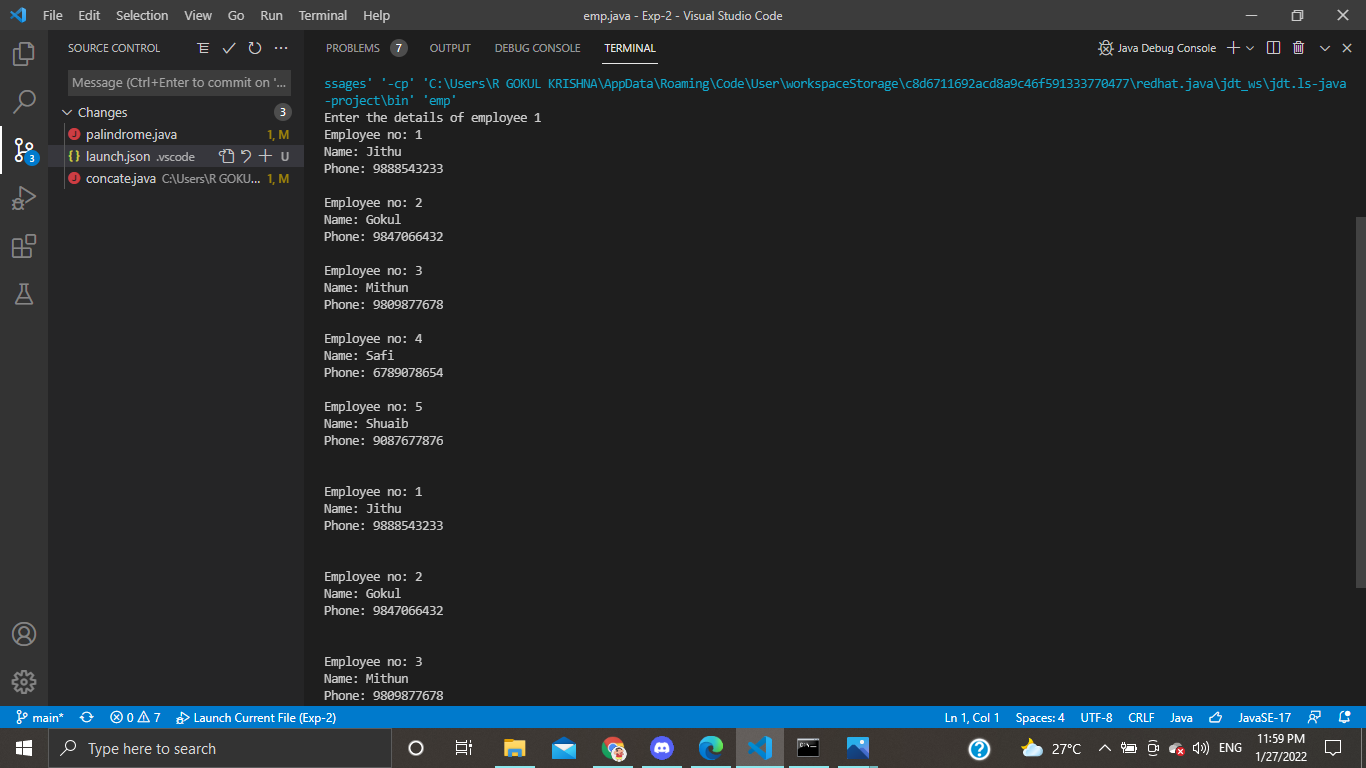 File Edit Selection View Go Run Terminal Help
emp.java - Exp-2 - Visual Studio Code
SOURCE CONTROL
Message (Ctrl+Enter to commit on '...
Changes 3
palindrome.java 1, M
launch.json .vscode U
concate.java C:\Users\R GOKU... 1, M
3
PROBLEMS 7 OUTPUT DEBUG CONSOLE TERMINAL
Java Debug Console
ssages' '-cp' 'C:\Users\R GOKUL KRISHNA\AppData\Roaming\Code\User\workspaceStorage\c8d6711692acd8a9c46f591333770477\redhat.java\jdt_ws\jdt.ls-java
-project\bin' 'emp'
Enter the details of employee 1
Employee no: 1
Name: Jithu
Phone: 9888543233
Employee no: 2
Name: Gokul
Phone: 9847066432
Employee no: 3
Name: Mithun
Phone: 9809877678
Employee no: 4
Name: Safi
Phone: 6789078654
Employee no: 5
Name: Shuaib
Phone: 9087677876
Employee no: 1
Name: Jithu
Phone: 9888543233
Employee no: 2
Name: Gokul
Phone: 9847066432
Employee no: 3
Name: Mithun
Phone: 9809877678
main* 0 7 Launch Current File (Exp-2)
Ln 1, Col 1 Spaces: 4 UTF-8 CRLF Java JavaSE-17
Type here to search
27°C ENG
11:59 PM
1/27/2022